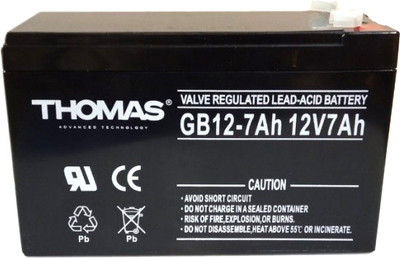 THOMAS®
ADVANCED TECHNOLOGY
VALVE REGULATED LEAD-ACID BATTERY
GB12-7Ah 12V7Ah
CAUTION
• AVOID SHORT CIRCUIT
• DO NOT CHARGE IN A SEALED CONTAINER
• RISK OF FIRE,EXPLOSION,OR BURNS.
• DO NOT DISASSEMBLE,HEAT ABOVE 55°C OR INCINERATE
Pb
Pb